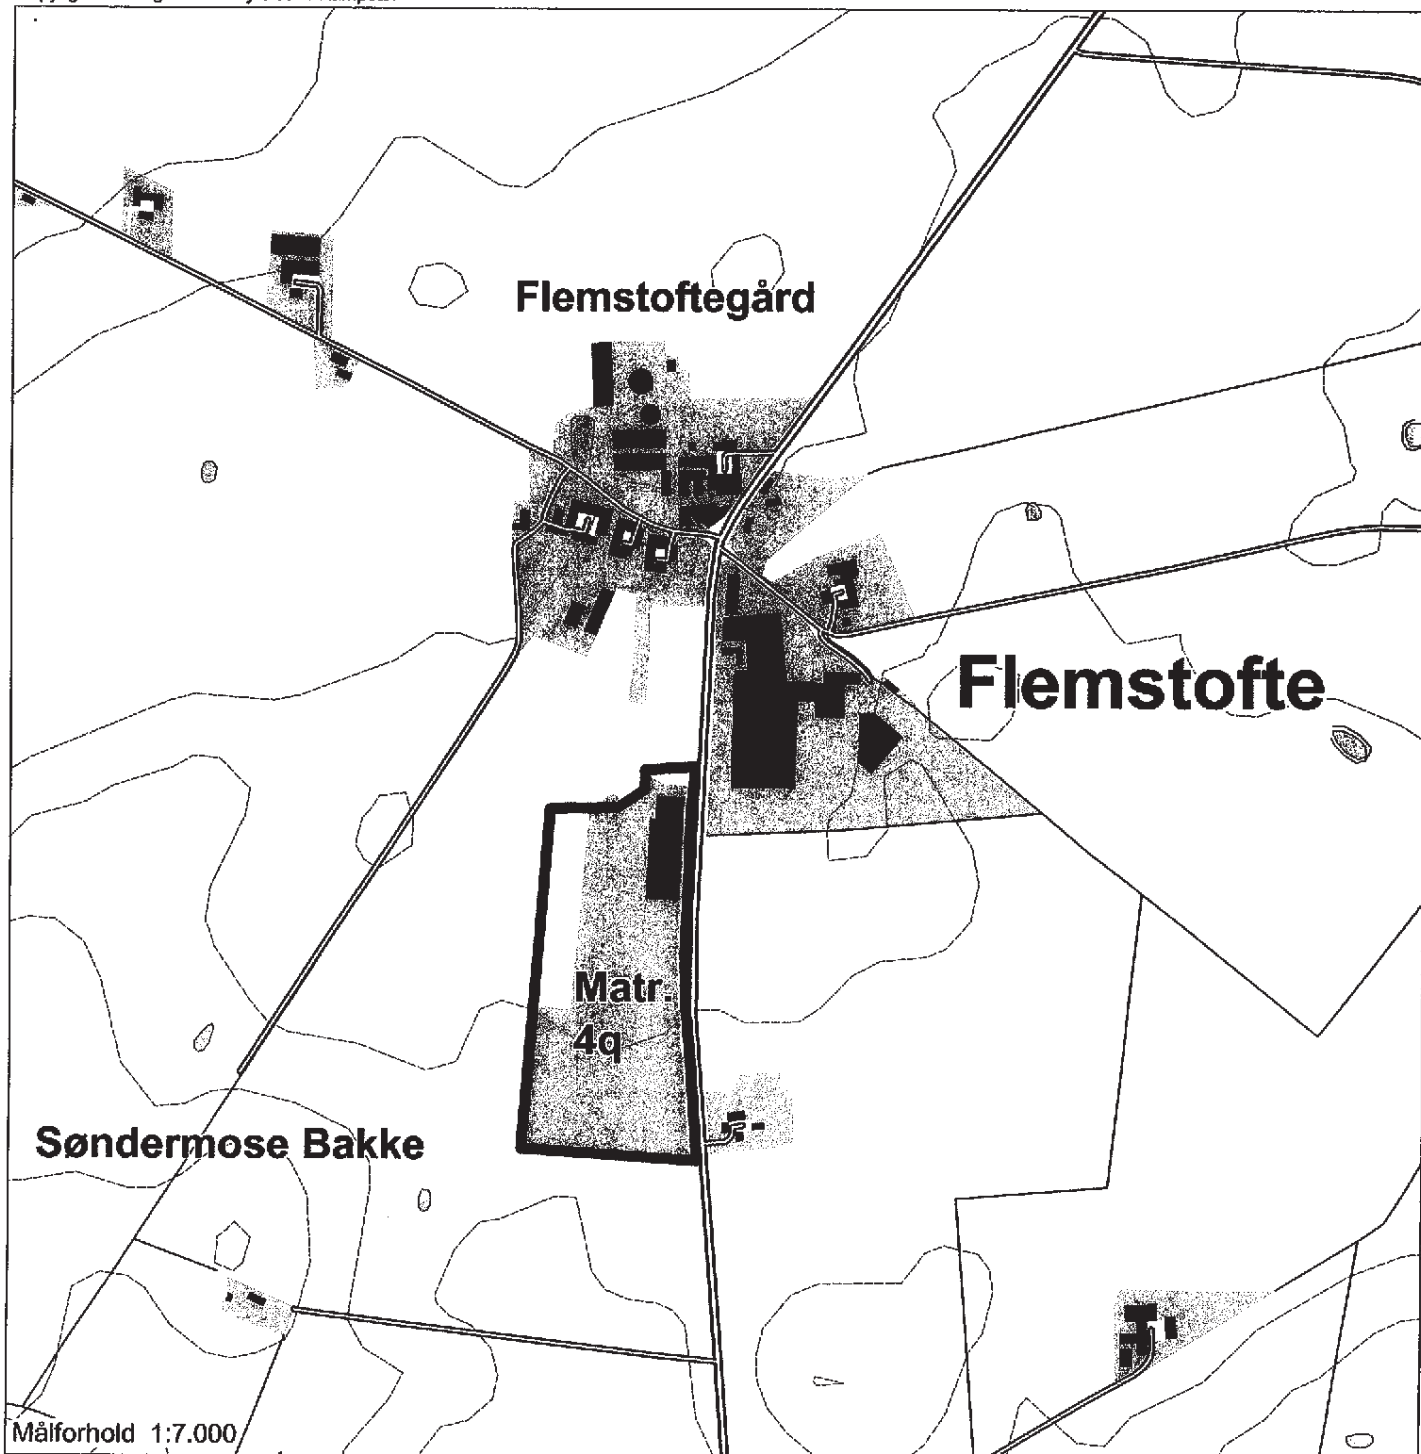 Flemstoftegård
Flemstofte
Matr.
4q
Søndermose Bakke
Målforhold 1:7.000